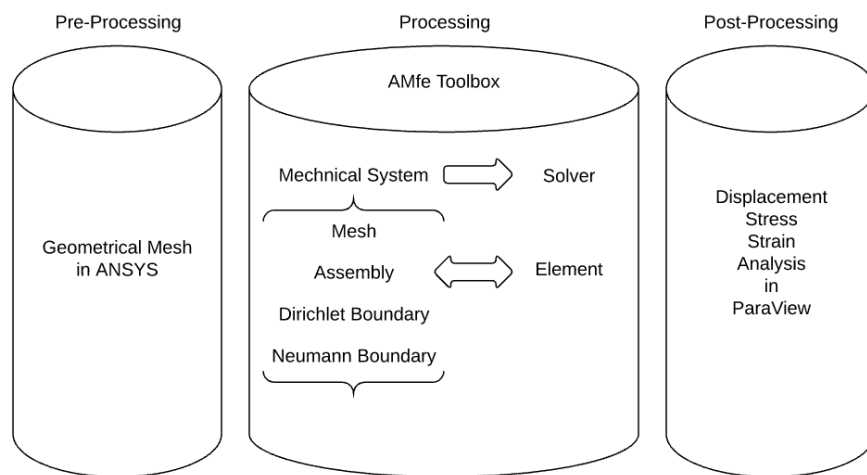 Pre-Processing
Processing
Post-Processing
AMfe Toolbox
Geometrical Mesh
in ANSYS
Mechnical System
Solver
Mesh
Assembly
Element
Dirichlet Boundary
Neumann Boundary
Displacement
Stress
Strain
Analysis
in
ParaView